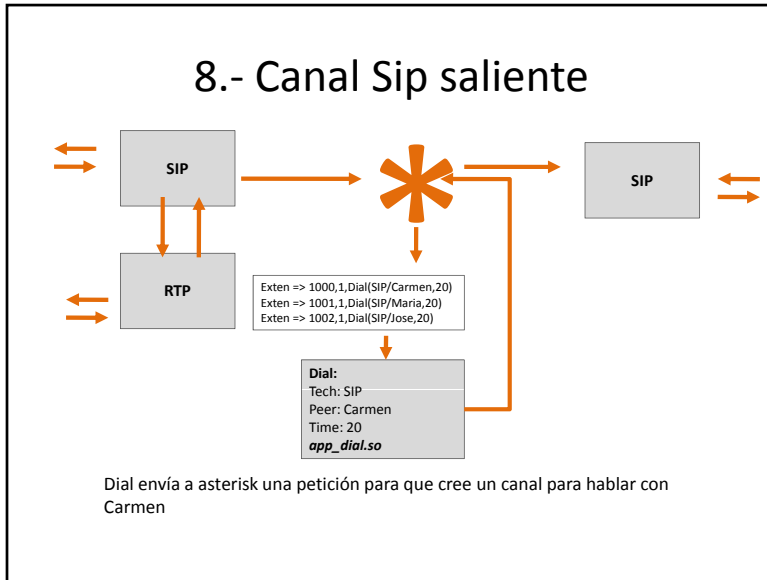 8.- Canal Sip saliente
SIP
SIP
RTP
Exten => 1000,1,Dial(SIP/Carmen,20)
Exten => 1001,1,Dial(SIP/Maria,20)
Exten => 1002,1,Dial(SIP/Jose,20)
Dial:
Tech: SIP
Peer: Carmen
Time: 20
app_dial.so
Dial envía a asterisk una petición para que cree un canal para hablar con
Carmen